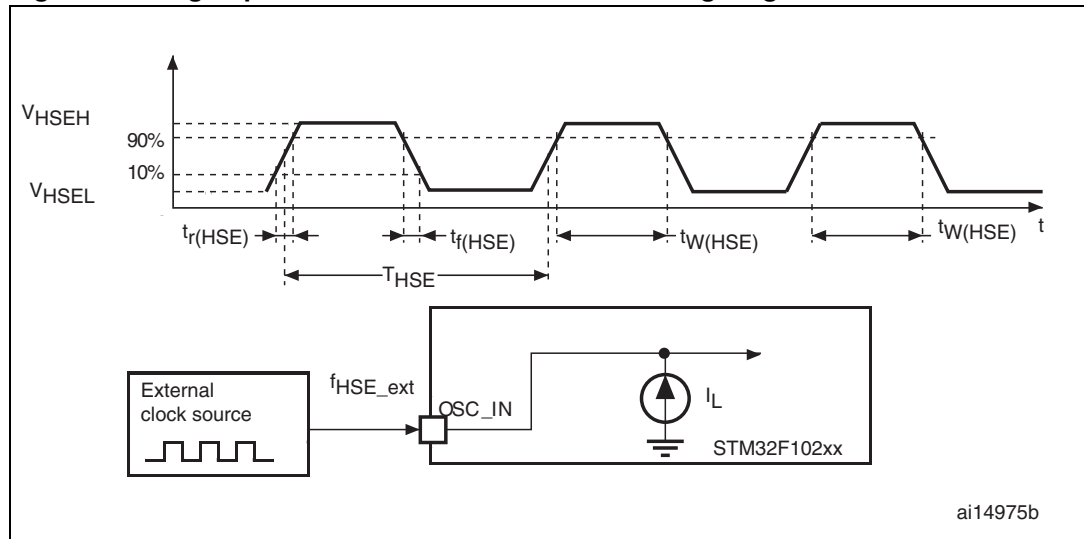 VHSEH
90%
10%
VHSEL
tr(HSE)
tf(HSE)
tW(HSE)
tW(HSE)
t
THSE
External
clock source
fHSE_ext
OSC_IN
IL
STM32F102xx
ai14975b